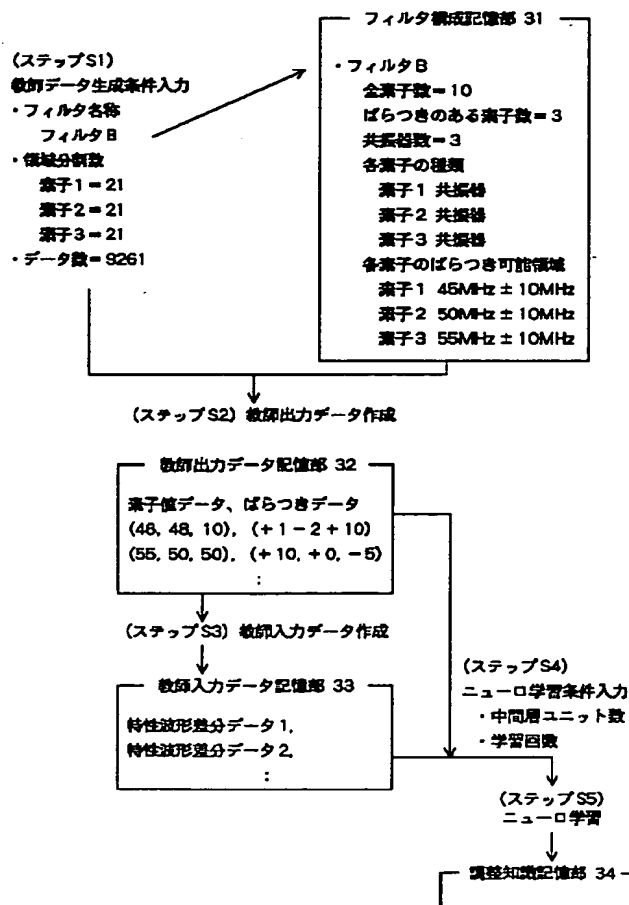 (ステップS1)
教師データ生成条件入力
・フィルタ名称
フィルタB
・領域分割数
素子1=21
素子2=21
素子3=21
・データ数=9261
フィルタ構成記憶部 31
・フィルタB
全素子数=10
ばらつきのある素子数=3
共振器数=3
各素子の種類
素子1 共振器
素子2 共振器
素子3 共振器
各素子のばらつき可能領域
素子1 45MHz±10MHz
素子2 50MHz±10MHz
素子3 55MHz±10MHz
(ステップS2) 教師出力データ作成
教師出力データ記憶部 32
素子値データ、ばらつきデータ
(46, 48, 10), (+1-2+10)
(55, 50, 50), (+10, +0, -5)
:
(ステップS3) 教師入力データ作成
教師入力データ記憶部 33
特性波形差分データ1,
特性波形差分データ2,
:
(ステップS4)
ニューロ学習条件入力
・中間層ユニット数
・学習回数
(ステップS5)
ニューロ学習
調整知識記憶部 34